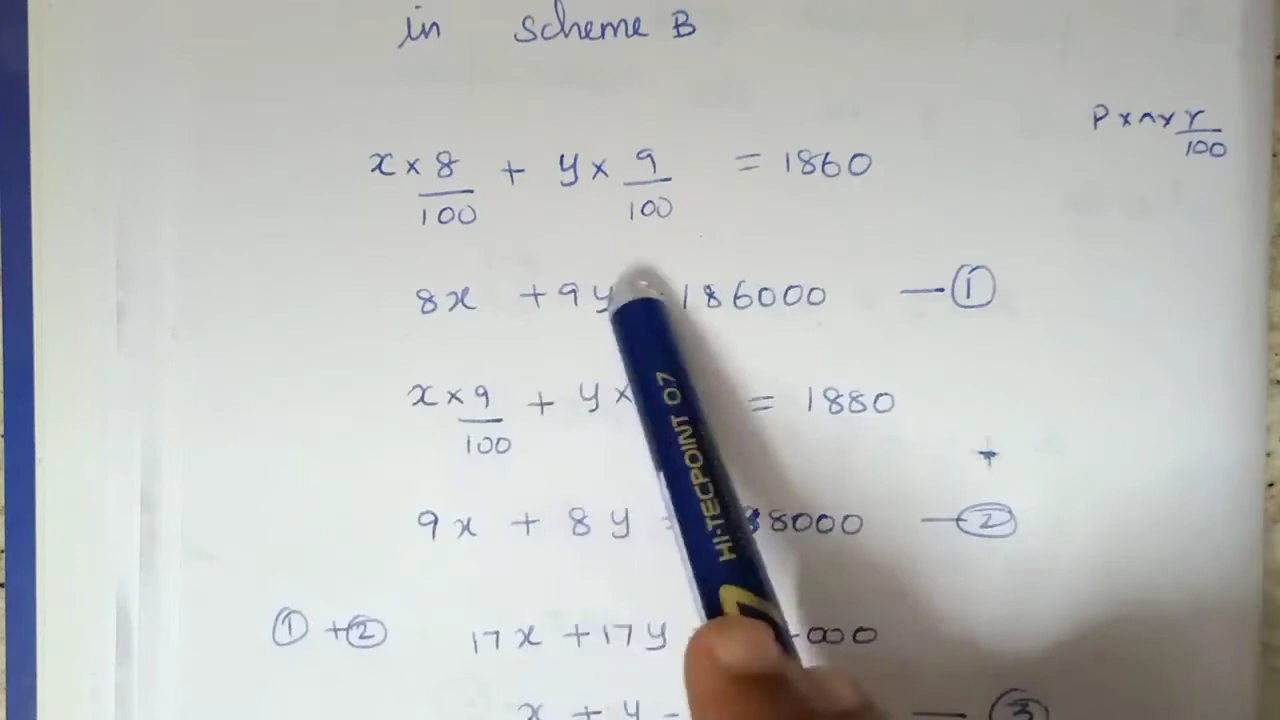 in scheme B
P x n x r/100
x × 8/100 + y × 9/100 = 1860
8x + 9y 186000 — ①
x × 9/100 + y × = 1880
+
9x + 8y 88000 — ②
① + ② 17x + 17y 000
x + y — ③
HI-TECPOINT 0.7